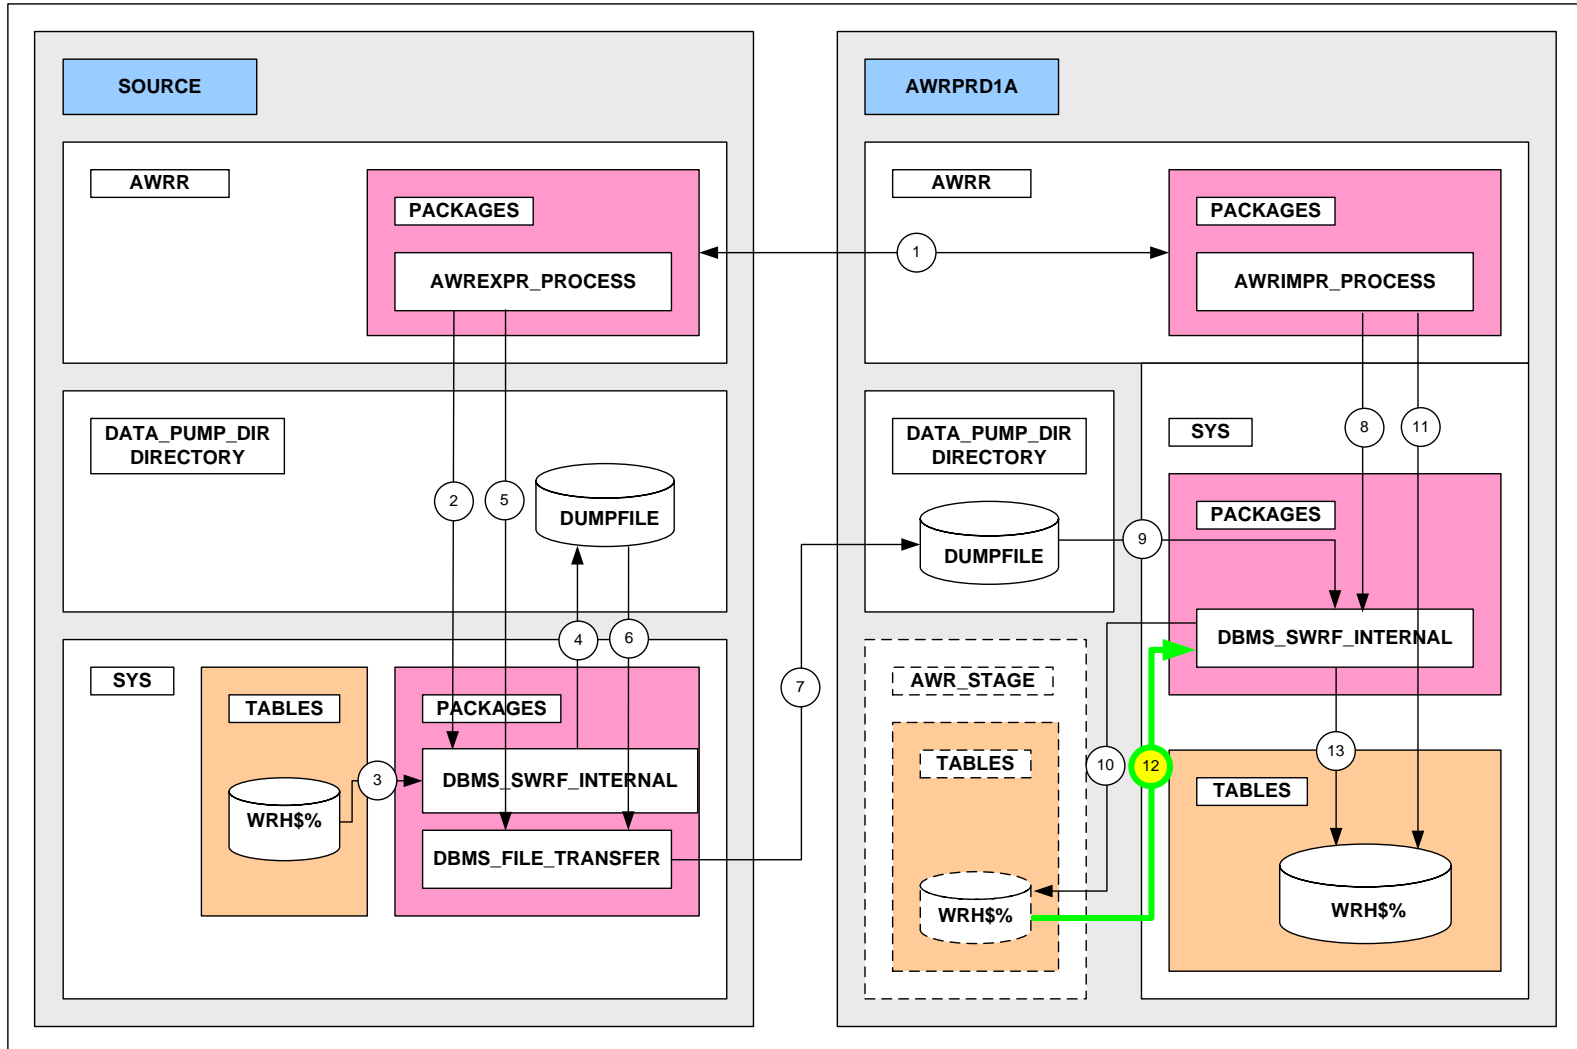 SOURCE
AWRR
PACKAGES
AWREXPR_PROCESS
DATA_PUMP_DIR
DIRECTORY
2
5
DUMPFILE
4
6
SYS
TABLES
PACKAGES
3
DBMS_SWRF_INTERNAL
WRH$%
DBMS_FILE_TRANSFER
1
7
AWRPRD1A
AWRR
PACKAGES
AWRIMPR_PROCESS
DATA_PUMP_DIR
DIRECTORY
8
11
SYS
PACKAGES
DUMPFILE
9
DBMS_SWRF_INTERNAL
AWR_STAGE
TABLES
10
12
13
TABLES
WRH$%
WRH$%